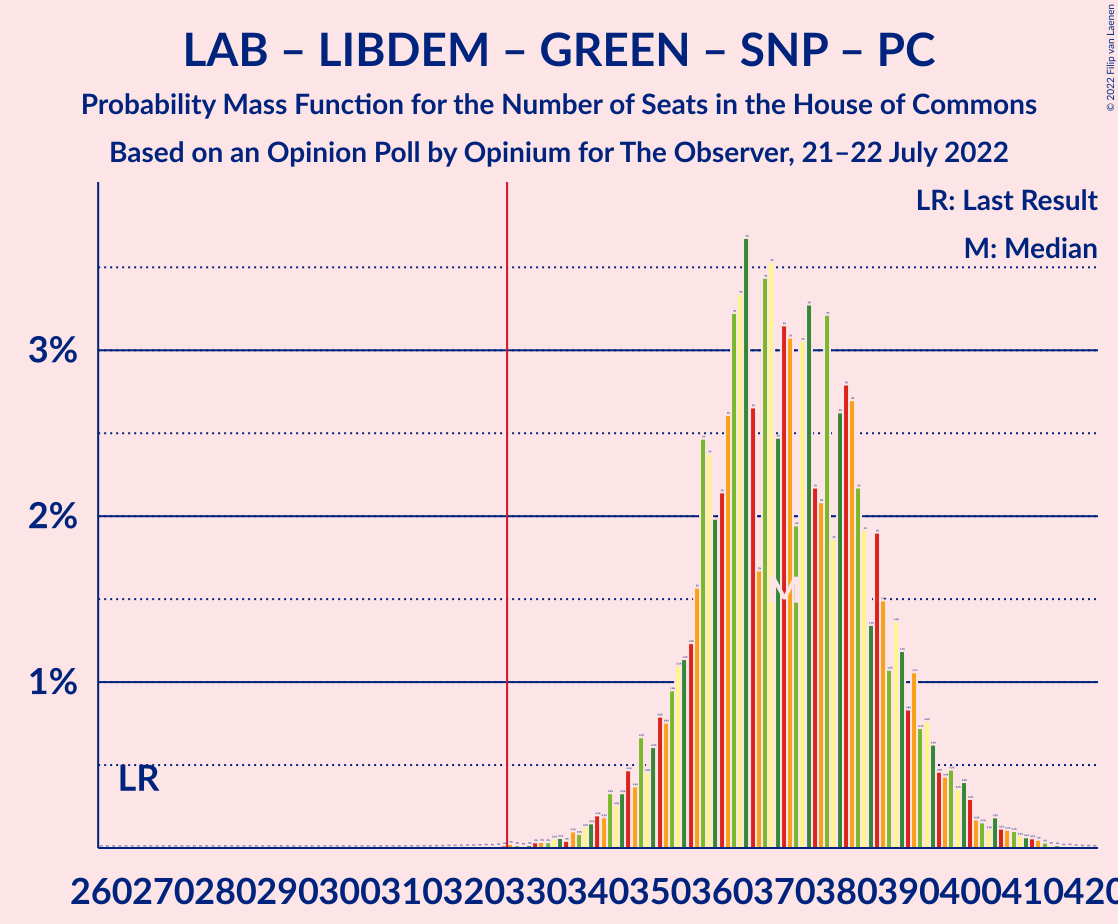 LAB – LIBDEM – GREEN – SNP – PC
Probability Mass Function for the Number of Seats in the House of Commons
Based on an Opinion Poll by Opinium for The Observer, 21–22 July 2022
© 2022 Filip van Laenen
LR: Last Result
M: Median
3%
2%
1%
M
LR
260270280290300310320330340350360370380390400410420